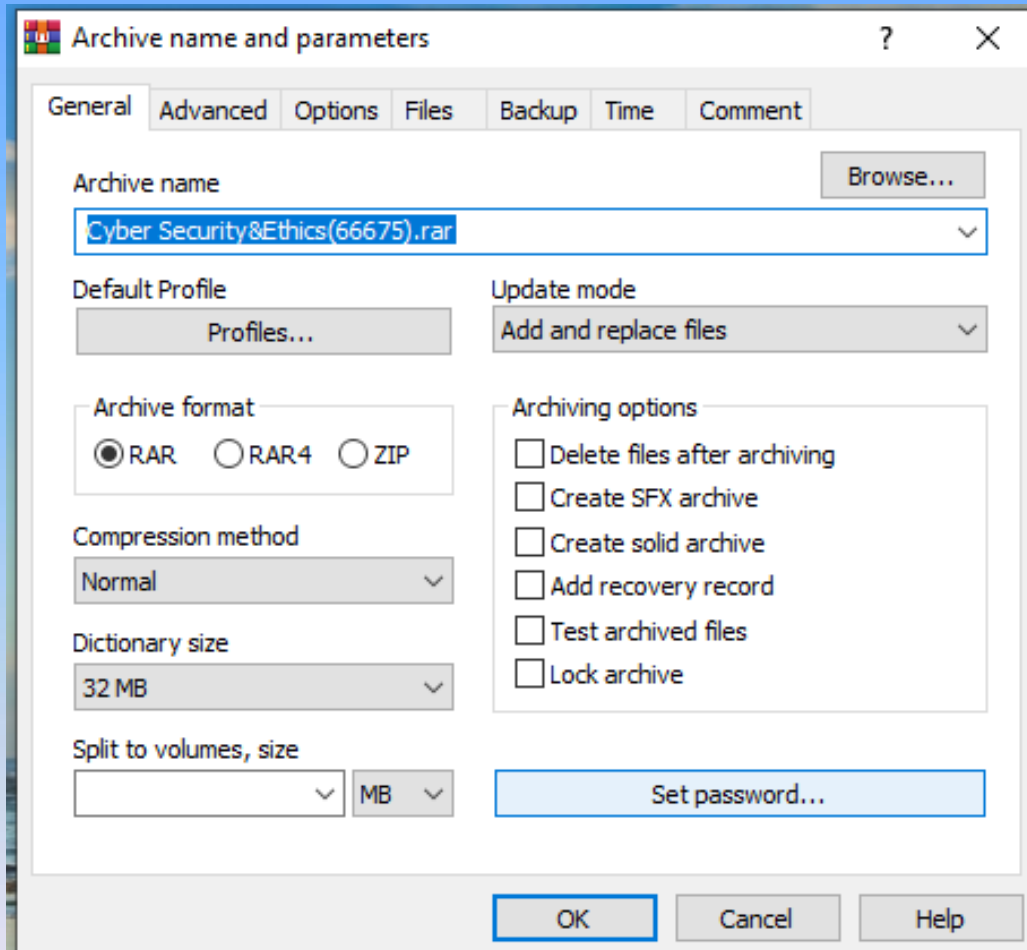 Archive name and parameters
?
General Advanced Options Files Backup Time Comment
Archive name
Browse...
Cyber Security&Ethics(66675).rar
Default Profile
Update mode
Profiles...
Add and replace files
Archive format
RAR RAR4 ZIP
Archiving options
Delete files after archiving
Create SFX archive
Create solid archive
Add recovery record
Test archived files
Lock archive
Compression method
Normal
Dictionary size
32 MB
Split to volumes, size
MB
Set password...
OK Cancel Help